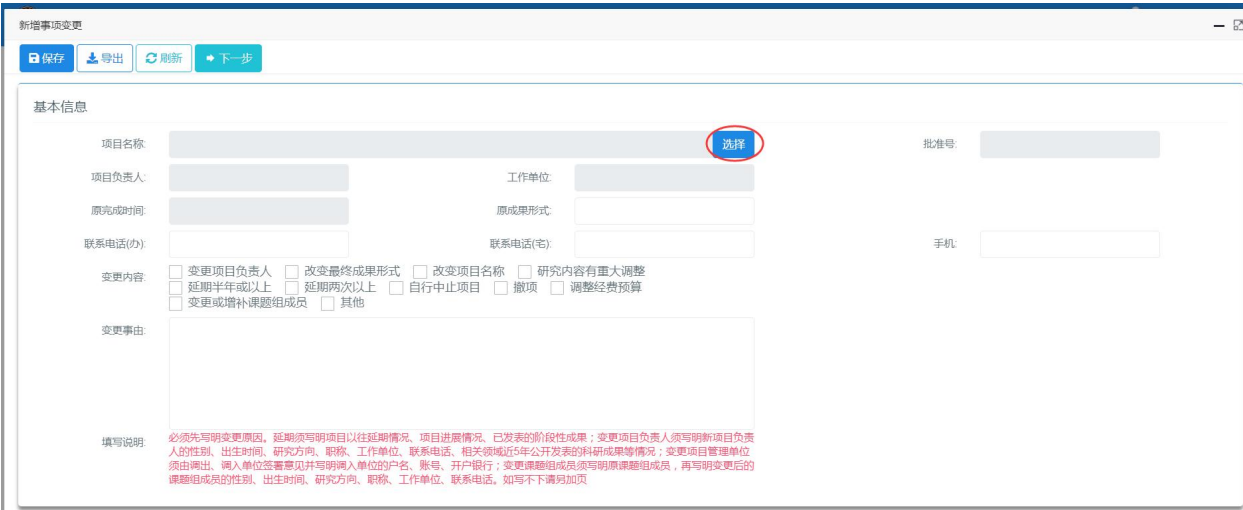 新增事项变更
保存 导出 刷新 下一步
基本信息
项目名称: 选择 批准号:
项目负责人: 工作单位:
原完成时间: 原成果形式:
联系电话(办): 联系电话(宅): 手机:
变更内容: 变更项目负责人 改变最终成果形式 改变项目名称 研究内容有重大调整
延期半年或以上 延期两次以上 自行中止项目 撤项 调整经费预算
变更或增补课题组成员 其他
变更事由:
填写说明: 必须先写明变更原因。延期须写明项目以往延期情况、项目进展情况、已发表的阶段性成果；变更项目负责人须写明新项目负责
人的性别、出生时间、研究方向、职称、工作单位、联系电话、相关领域近5年公开发表的科研成果等情况；变更项目管理单位
须由调出、调入单位签署意见并写明调入单位的户名、账号、开户银行；变更课题组成员须写明原课题组成员，再写明变更后的
课题组成员的性别、出生时间、研究方向、职称、工作单位、联系电话。如写不下请另加页